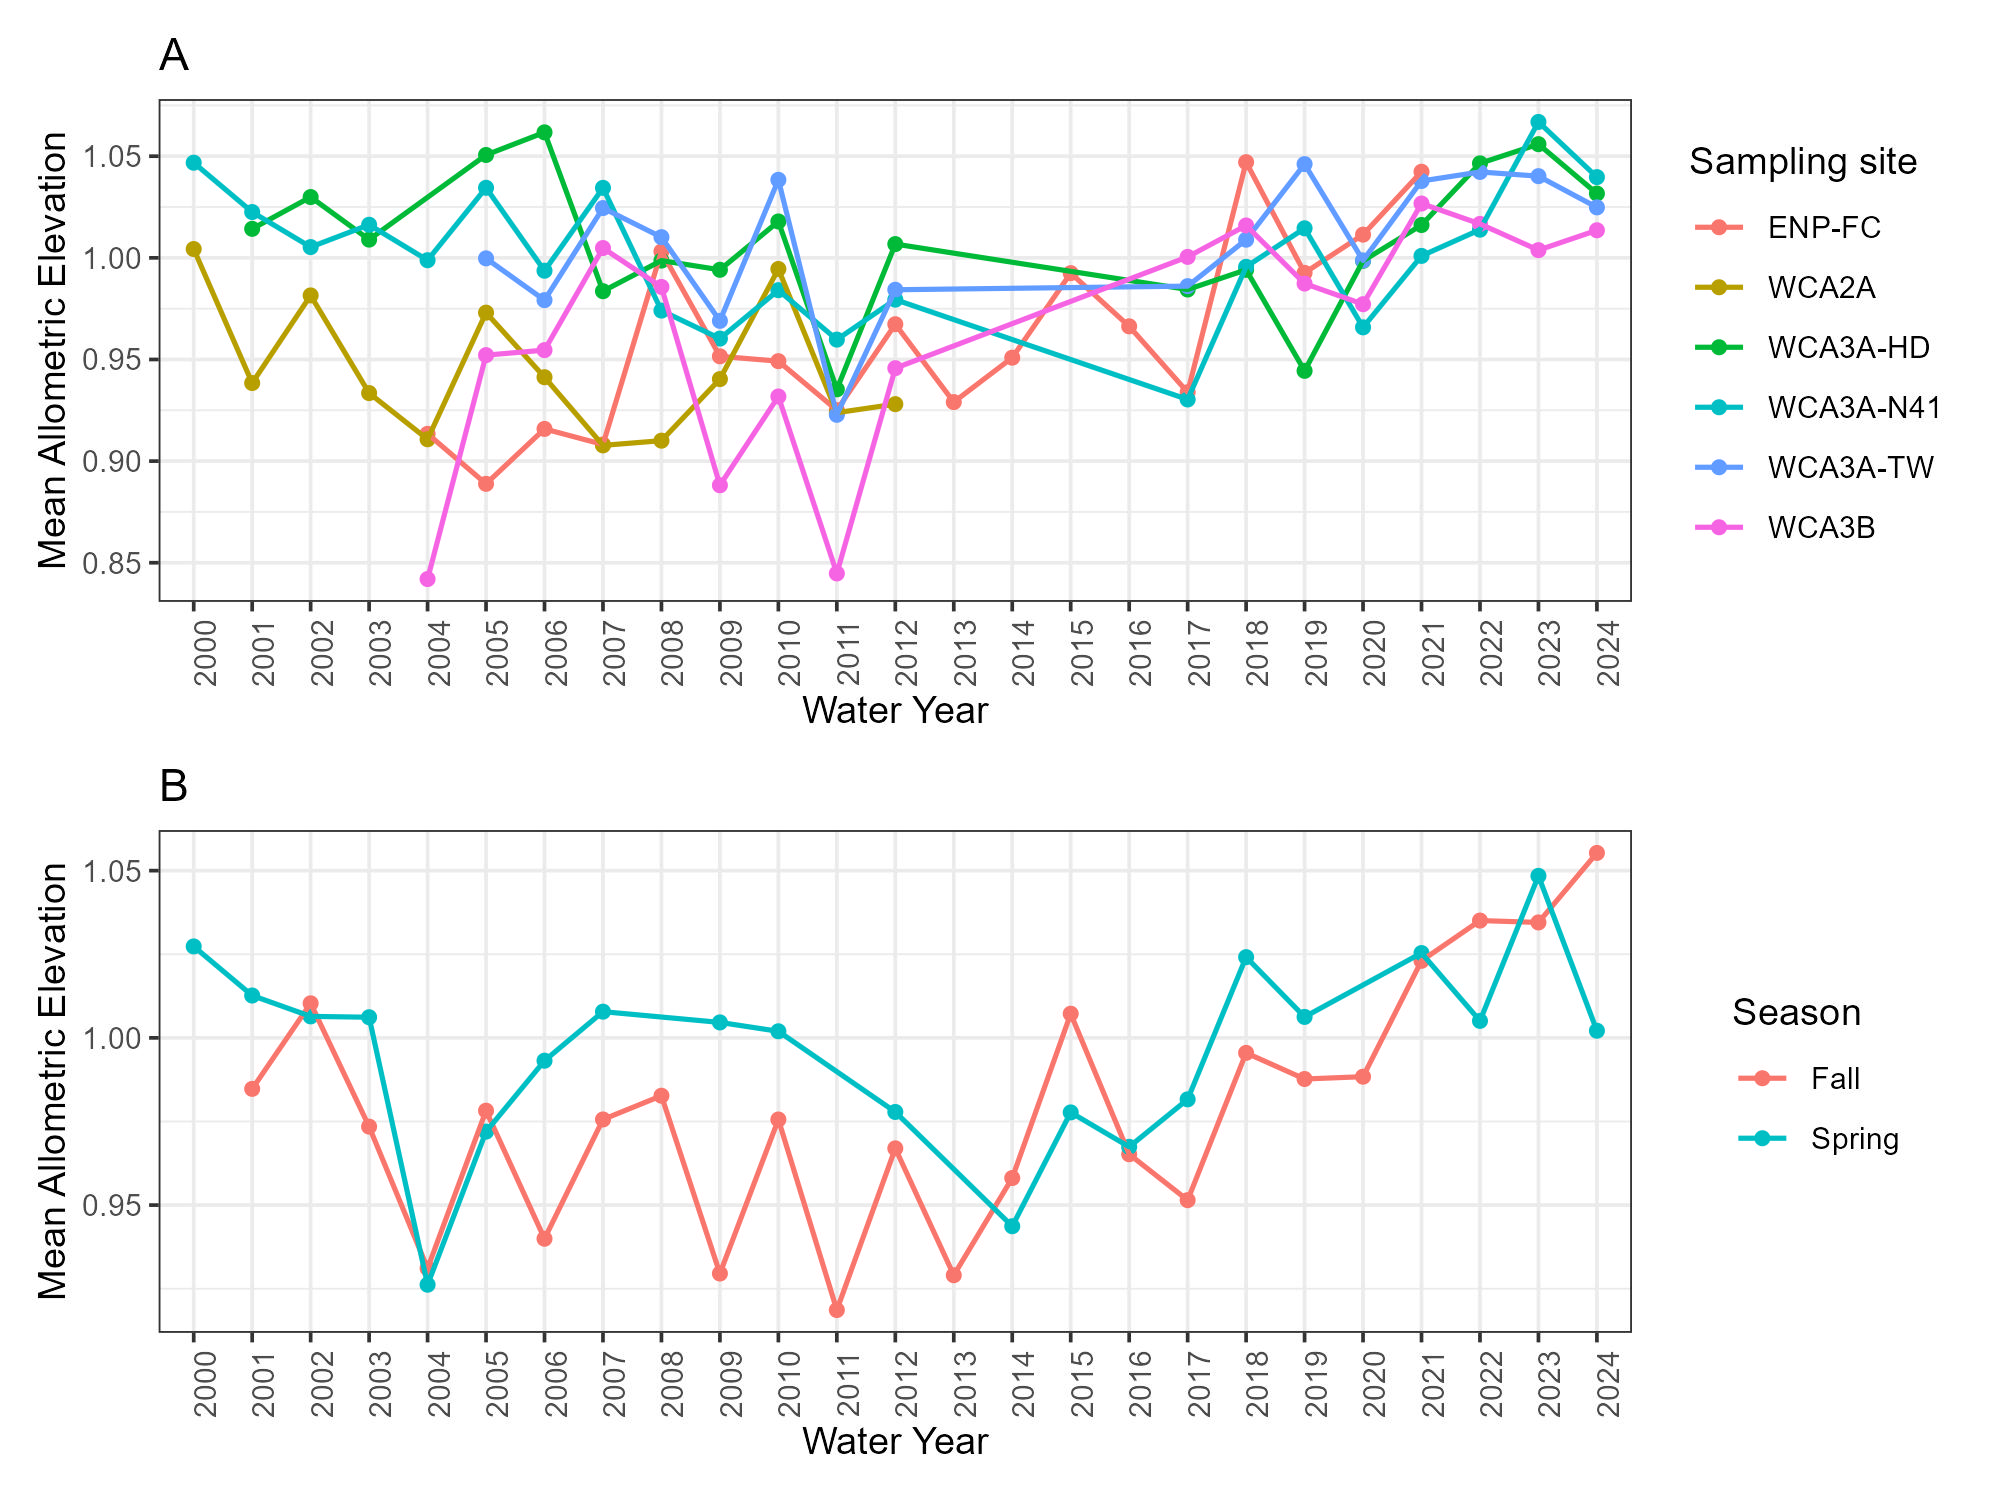 A
Mean Allometric Elevation
1.05
1.00
0.95
0.90
0.85
2000 2001 2002 2003 2004 2005 2006 2007 2008 2009 2010 2011 2012 2013 2014 2015 2016 2017 2018 2019 2020 2021 2022 2023 2024
Water Year
Sampling site
ENP-FC
WCA2A
WCA3A-HD
WCA3A-N41
WCA3A-TW
WCA3B
B
Mean Allometric Elevation
1.05
1.00
0.95
2000 2001 2002 2003 2004 2005 2006 2007 2008 2009 2010 2011 2012 2013 2014 2015 2016 2017 2018 2019 2020 2021 2022 2023 2024
Water Year
Season
Fall
Spring